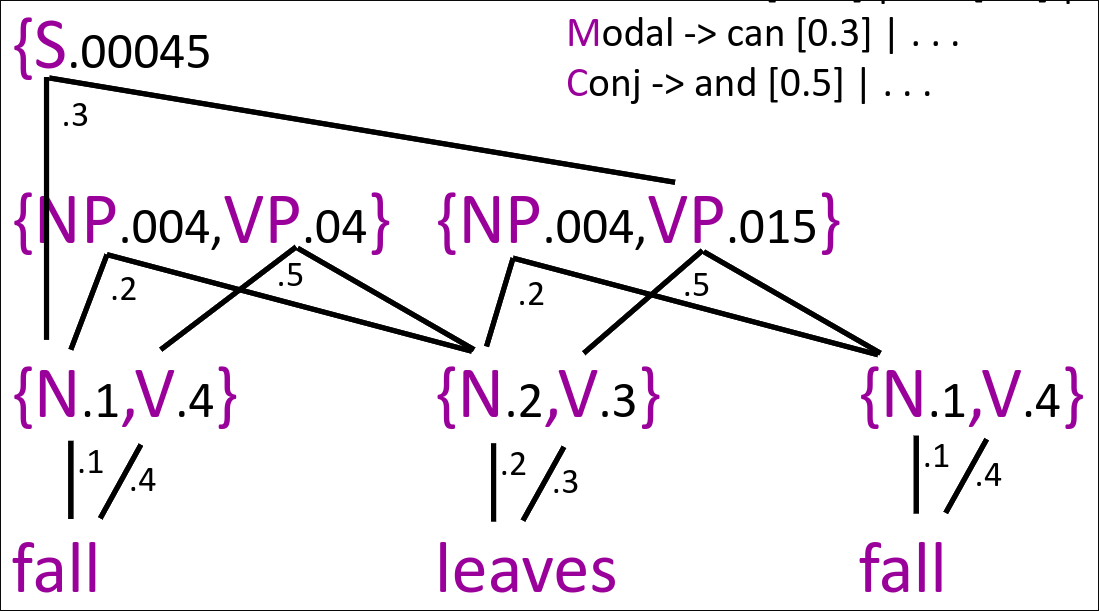 {S.00045
Modal -> can [0.3] | . . .
Conj -> and [0.5] | . . .
.3
{NP.004,VP.04} {NP.004,VP.015}
.2 .5 .2 .5
{N.1,V.4} {N.2,V.3} {N.1,V.4}
.1 .4 .2 .3 .1 .4
fall leaves fall